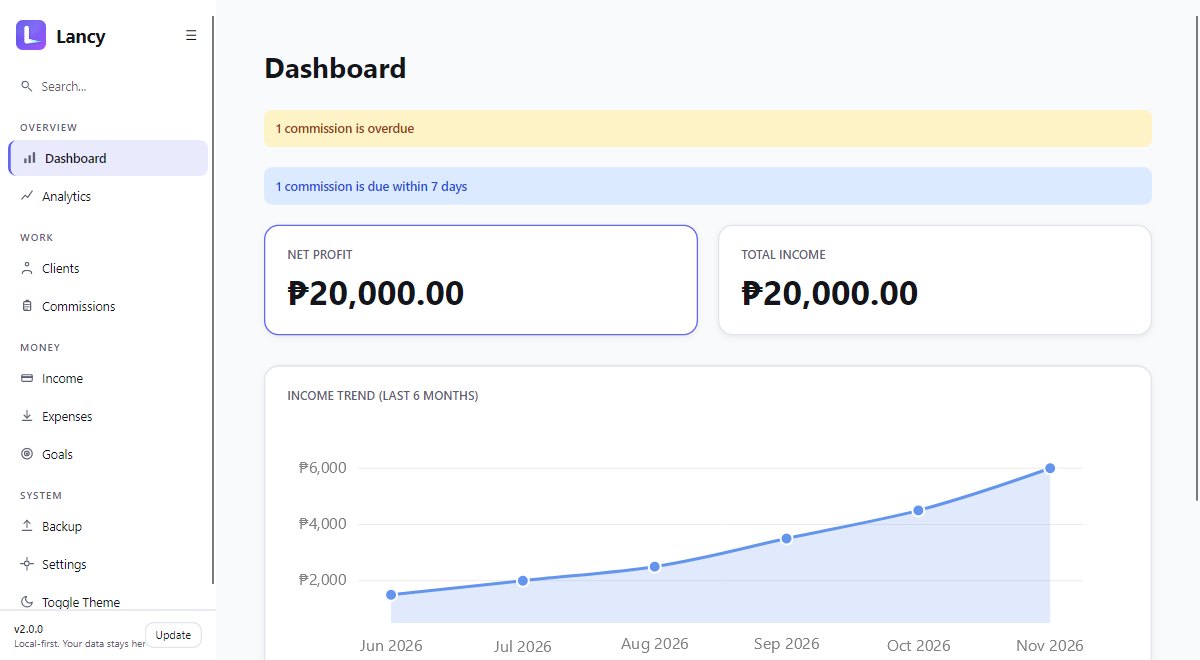 Lancy
☰
Search...
OVERVIEW
Dashboard
Analytics
WORK
Clients
Commissions
MONEY
Income
Expenses
Goals
SYSTEM
Backup
Settings
Toggle Theme
v2.0.0
Local-first. Your data stays her
Update
Dashboard
1 commission is overdue
1 commission is due within 7 days
NET PROFIT
₱20,000.00
TOTAL INCOME
₱20,000.00
INCOME TREND (LAST 6 MONTHS)
₱6,000
₱4,000
₱2,000
Jun 2026 Jul 2026 Aug 2026 Sep 2026 Oct 2026 Nov 2026